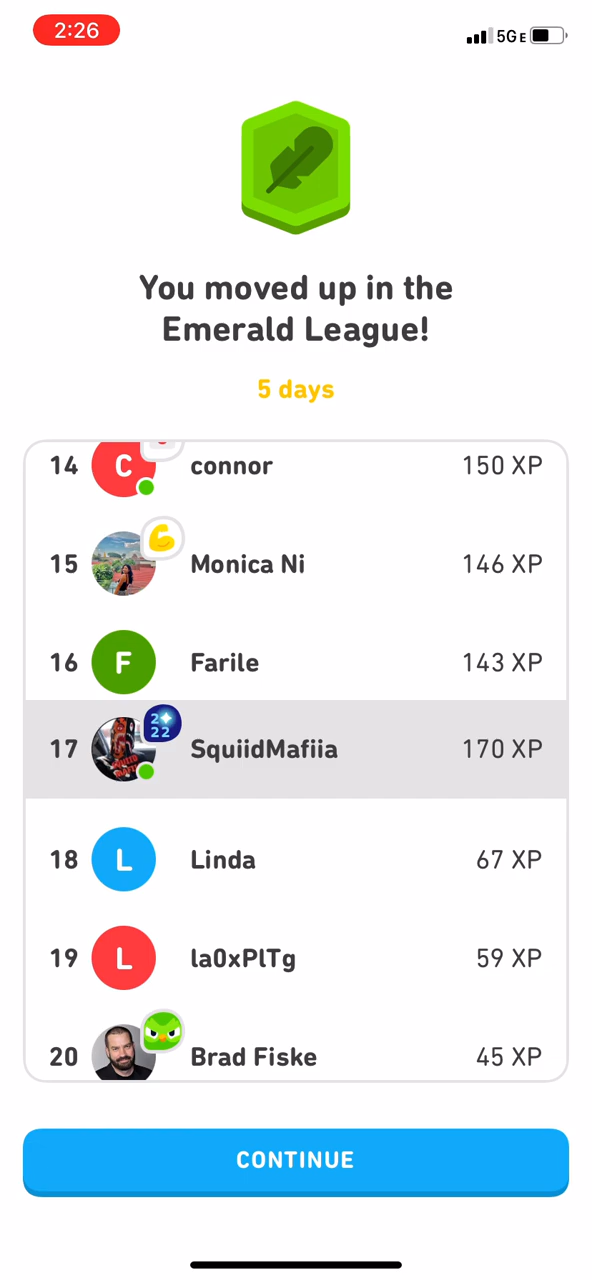 2:26
5GE
You moved up in the
Emerald League!
5 days
14 C connor 150 XP
15 Monica Ni 146 XP
16 F Farile 143 XP
2 22
17 SquiidMafiia 170 XP
18 L Linda 67 XP
19 L la0xPlTg 59 XP
20 Brad Fiske 45 XP
CONTINUE